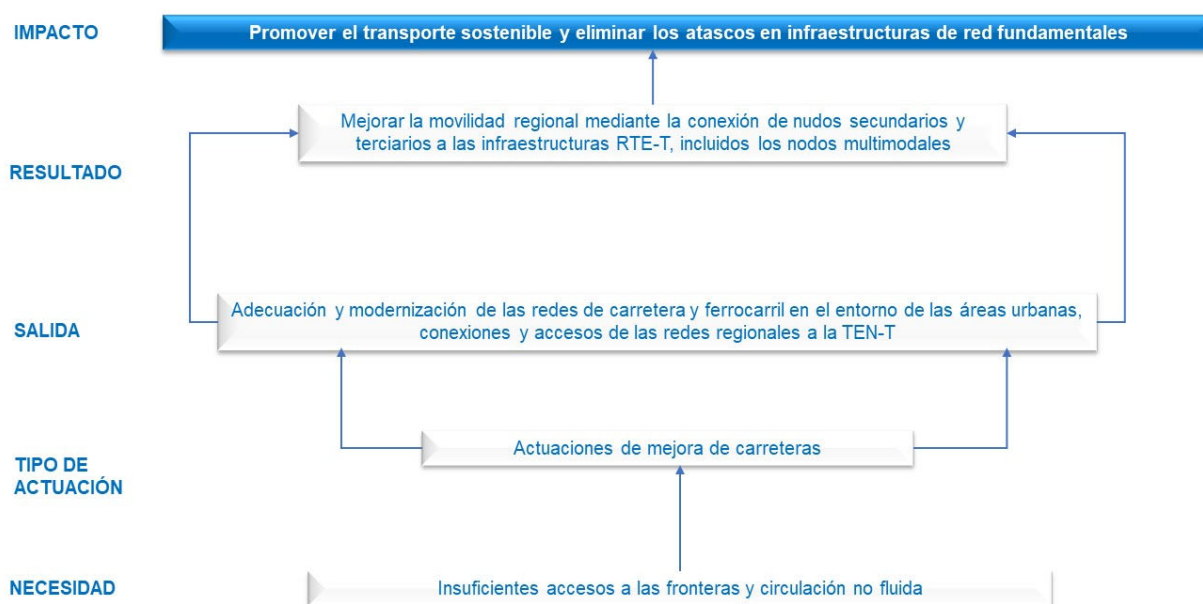 IMPACTO
Promover el transporte sostenible y eliminar los atascos en infraestructuras de red fundamentales
Mejorar la movilidad regional mediante la conexión de nudos secundarios y
terciarios a las infraestructuras RTE-T, incluidos los nodos multimodales
RESULTADO
Adecuación y modernización de las redes de carretera y ferrocarril en el entorno de las áreas urbanas,
conexiones y accesos de las redes regionales a la TEN-T
SALIDA
Actuaciones de mejora de carreteras
TIPO DE
ACTUACIÓN
NECESIDAD
Insuficientes accesos a las fronteras y circulación no fluida